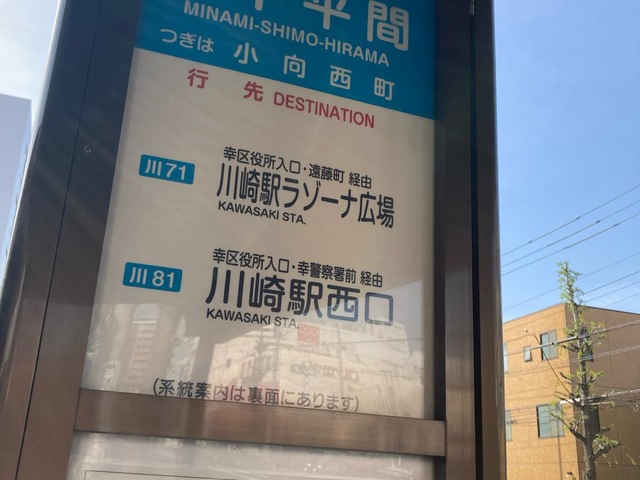 平間
MINAMI-SHIMO-HIRAMA
つぎは 小向西町
行先 DESTINATION
幸区役所入口・遠藤町 経由
川71 川崎駅ラゾーナ広場
KAWASAKI STA.
幸区役所入口・幸警察署前 経由
川81 川崎駅西口
KAWASAKI STA.
(系統案内は裏面にあります)